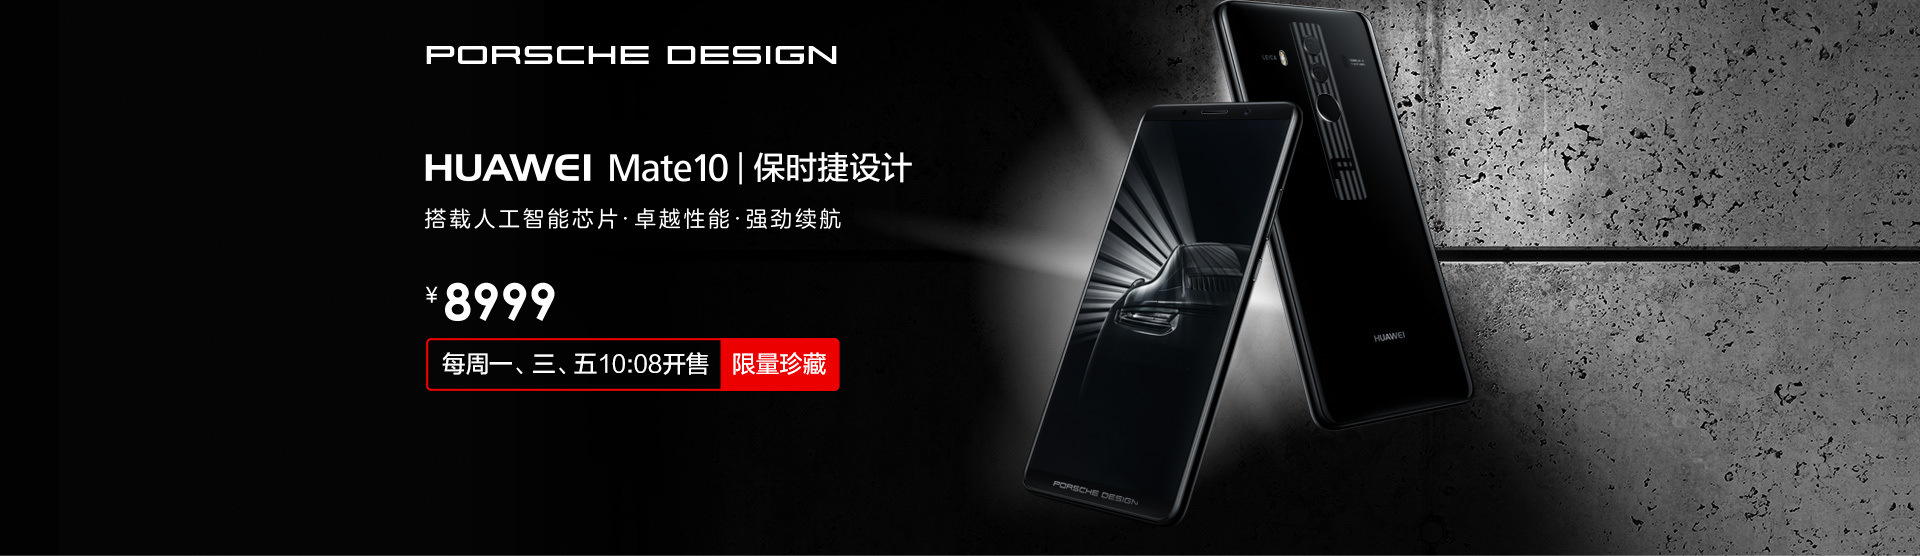 PORSCHE DESIGN
HUAWEI Mate10 | 保时捷设计
搭载人工智能芯片·卓越性能·强劲续航
¥8999
每周一、三、五10:08开售 限量珍藏
LEICA
HUAWEI
PORSCHE DESIGN